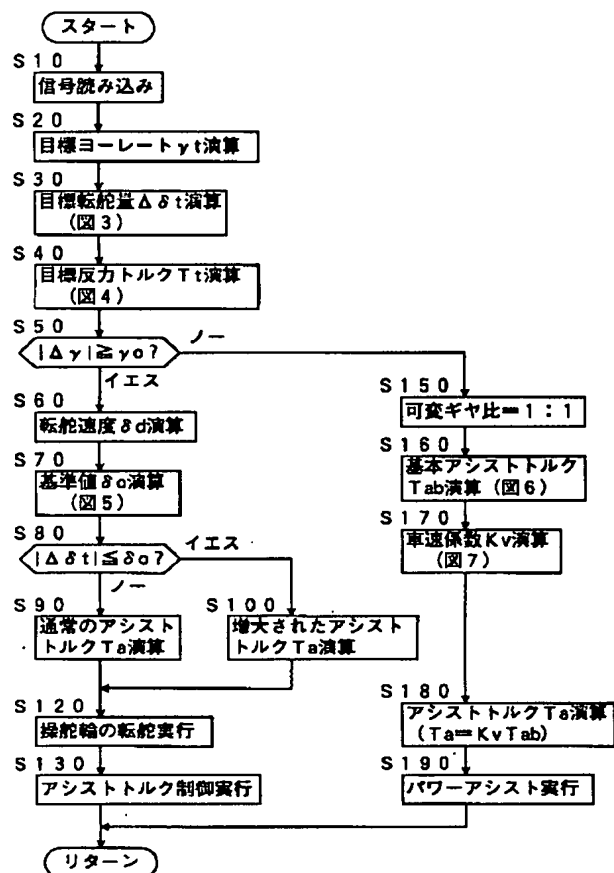 スタート
S10
信号読み込み
S20
目標ヨーレートγt演算
S30
目標転舵量Δδt演算
(図3)
S40
目標反力トルクTt演算
(図4)
S50
|Δγ|≧γo?
ノー
イエス
S60
転舵速度δd演算
S70
基準値δo演算
(図5)
S80
|Δδt|≦δo?
イエス
ノー
S90
通常のアシスト
トルクTa演算
S100
増大されたアシスト
トルクTa演算
S120
操舵輪の転舵実行
S130
アシストトルク制御実行
リターン
S150
可変ギヤ比=1:1
S160
基本アシストトルク
Tab演算(図6)
S170
車速係数Kv演算
(図7)
S180
アシストトルクTa演算
(Ta=KvTab)
S190
パワーアシスト実行